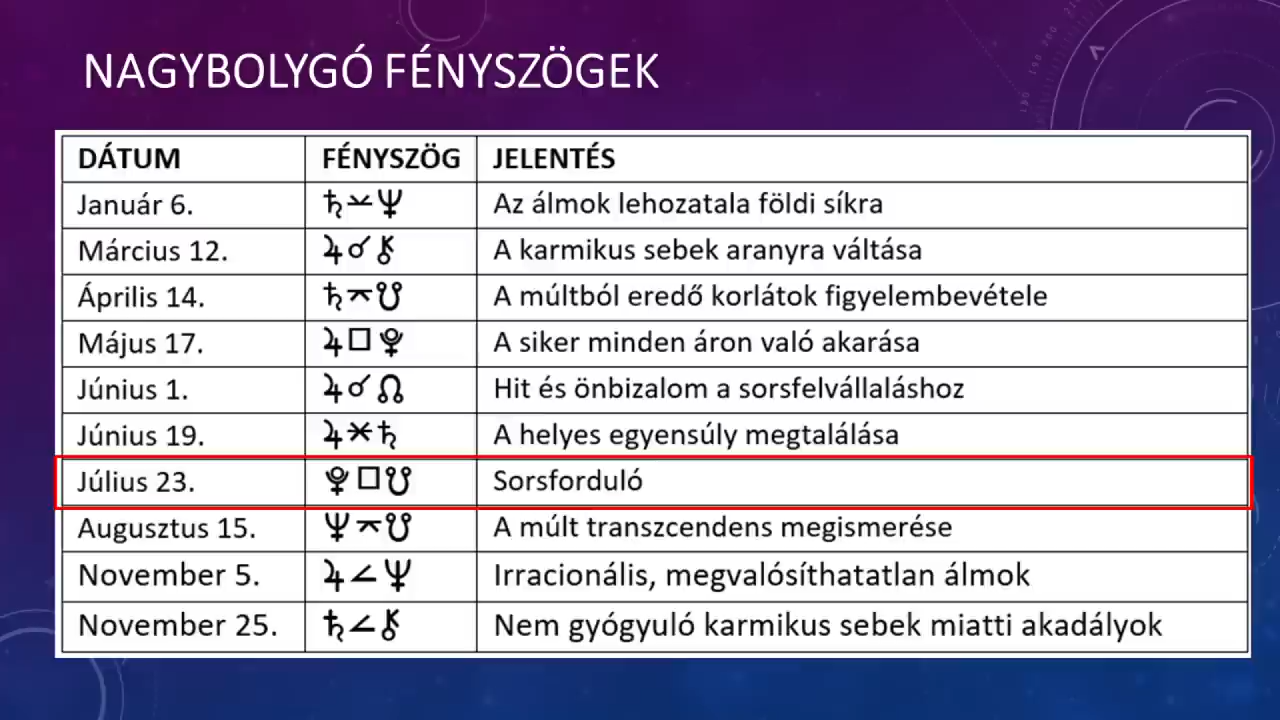 NAGYBOLYGÓ FÉNYSZÖGEK
DÁTUM FÉNYSZÖG JELENTÉS
Január 6. ♄⚺♆ Az álmok lehozatala földi síkra
Március 12. ♃☌⚷ A karmikus sebek aranyra váltása
Április 14. ♄⚻☋ A múltból eredő korlátok figyelembevétele
Május 17. ♃□♇ A siker minden áron való akarása
Június 1. ♃☌☊ Hit és önbizalom a sorsfelvállaláshoz
Június 19. ♃⚹♄ A helyes egyensúly megtalálása
Július 23. ♇□☋ Sorsforduló
Augusztus 15. ♆⚻☋ A múlt transzcendens megismerése
November 5. ♃∠♆ Irracionális, megvalósíthatatlan álmok
November 25. ♄∠⚷ Nem gyógyuló karmikus sebek miatti akadályok